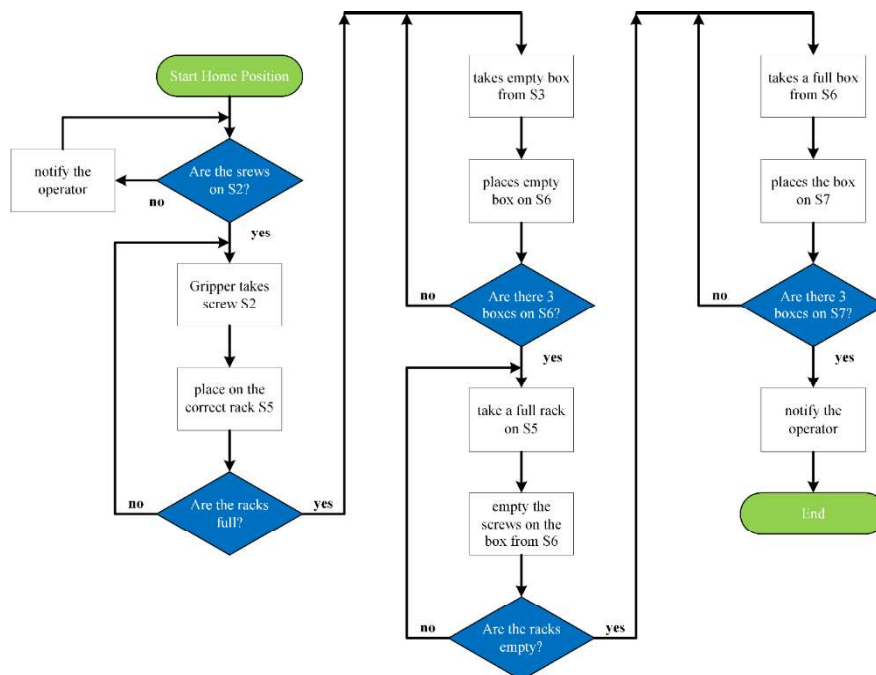 Start Home Position
Are the srews
on S2?
notify the
operator
no
yes
Gripper takes
screw S2
place on the
correct rack S5
Are the racks
full?
no
yes
takes empty box
from S3
places empty
box on S6
Are there 3
boxes on S6?
no
yes
take a full rack
on S5
empty the
screws on the
box from S6
Are the racks
empty?
no
yes
takes a full box
from S6
places the box
on S7
Are there 3
boxes on S7?
no
yes
notify the
operator
End